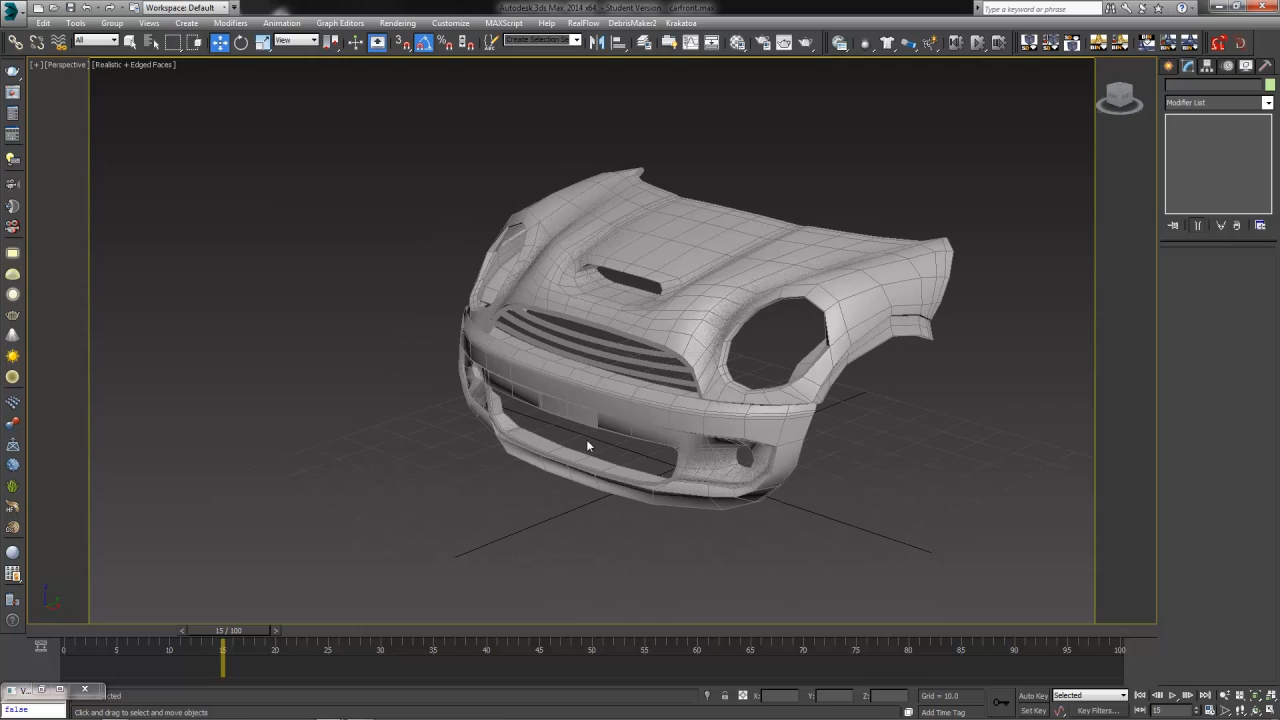 Workspace: Default
Autodesk 3ds Max 2014 x64 - Student Version
carfront.max
Type a keyword or phrase
Edit Tools Group Views Create Modifiers Animation Graph Editors Rendering Customize MAXScript Help RealFlow DebrisMaker2 Krakatoa
All
View
Create Selection Se
[+] [Perspective] [Realistic + Edged Faces]
Modifier List
15 / 100
0 5 10 15 20 25 30 35 40 45 50 55 60 65 70 75 80 85 90 95 100
X: Y: Z: Grid = 10.0 Auto Key Selected
false
Click and drag to select and move objects
Add Time Tag Set Key Key Filters... 15